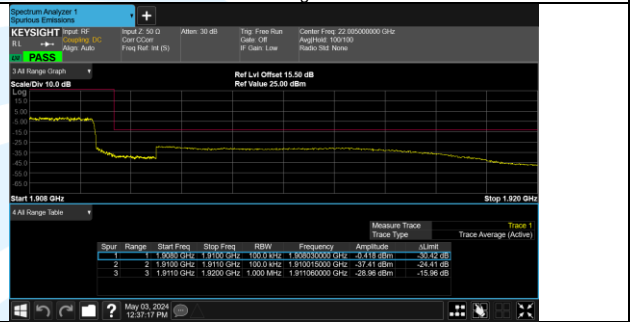 Spectrum Analyzer 1
Spurious Emissions
+
KEYSIGHT Input: RF Input Z: 50 Ω Atten: 30 dB Trig: Free Run Center Freq: 22.005000000 GHz
RL Coupling: DC Corr CCorr Gate: Off Avg|Hold: 100/100
Align: Auto Freq Ref: Int (S) IF Gain: Low Radio Std: None
PASS
3 All Range Graph
Ref Lvl Offset 15.50 dB
Scale/Div 10.0 dB Ref Value 25.00 dBm
Log
15.0
5.00
-5.00
-15.0
-25.0
-35.0
-45.0
-55.0
-65.0
Start 1.908 GHz Stop 1.920 GHz
4 All Range Table
Measure Trace Trace 1
Trace Type Trace Average (Active)
Spur Range Start Freq Stop Freq RBW Frequency Amplitude ΔLimit
1 1 1.9080 GHz 1.9100 GHz 100.0 kHz 1.908030000 GHz -0.418 dBm -30.42 dB
2 2 1.9100 GHz 1.9110 GHz 100.0 kHz 1.910015000 GHz -37.41 dBm -24.41 dB
3 3 1.9110 GHz 1.9200 GHz 1.000 MHz 1.911060000 GHz -28.96 dBm -15.96 dB
? May 03, 2024
12:37:17 PM